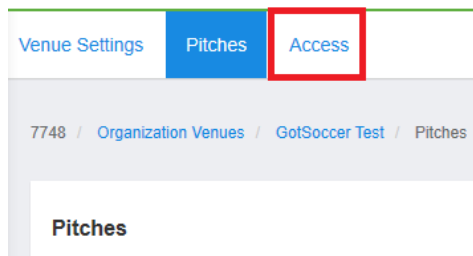 Venue Settings Pitches Access
7748 / Organization Venues / GotSoccer Test / Pitches
Pitches